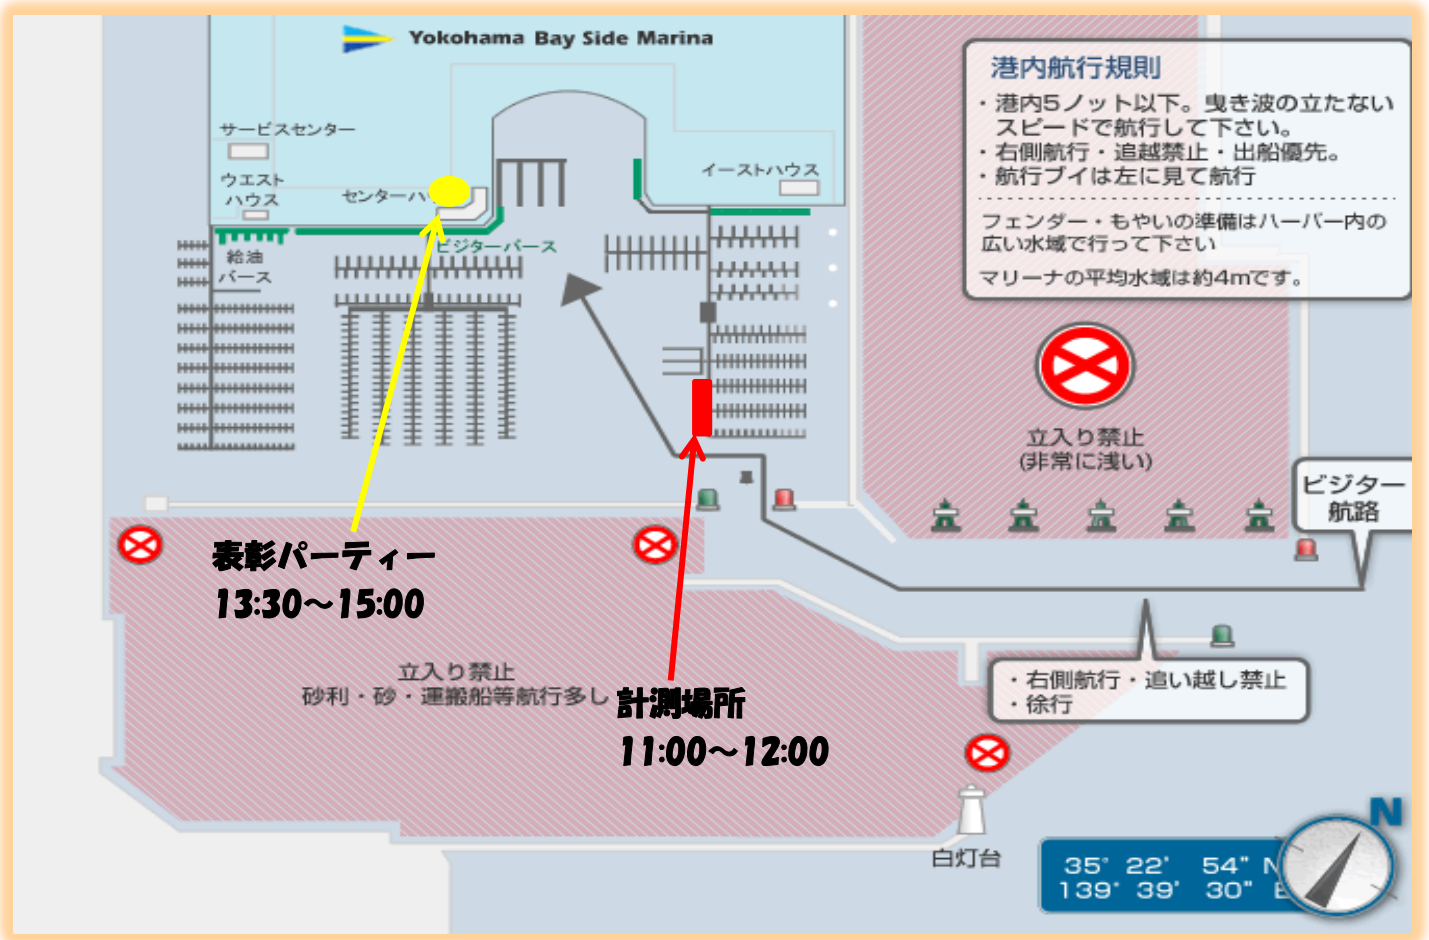 Yokohama Bay Side Marina
サービスセンター
ウエスト
ハウス
センターハ
イーストハウス
給油
バース
ビジターバース
港内航行規則
・港内5ノット以下。曳き波の立たない
スピードで航行して下さい。
・右側航行・追越禁止・出船優先。
・航行ブイは左に見て航行
フェンダー・もやいの準備はハーバー内の
広い水域で行って下さい
マリーナの平均水域は約4mです。
立入り禁止
(非常に浅い)
ビジター
航路
表彰パーティー
13:30～15:00
立入り禁止
砂利・砂・運搬船等航行多し
計測場所
11:00～12:00
・右側航行・追い越し禁止
・徐行
白灯台
N
35° 22' 54" N
139° 39' 30" E